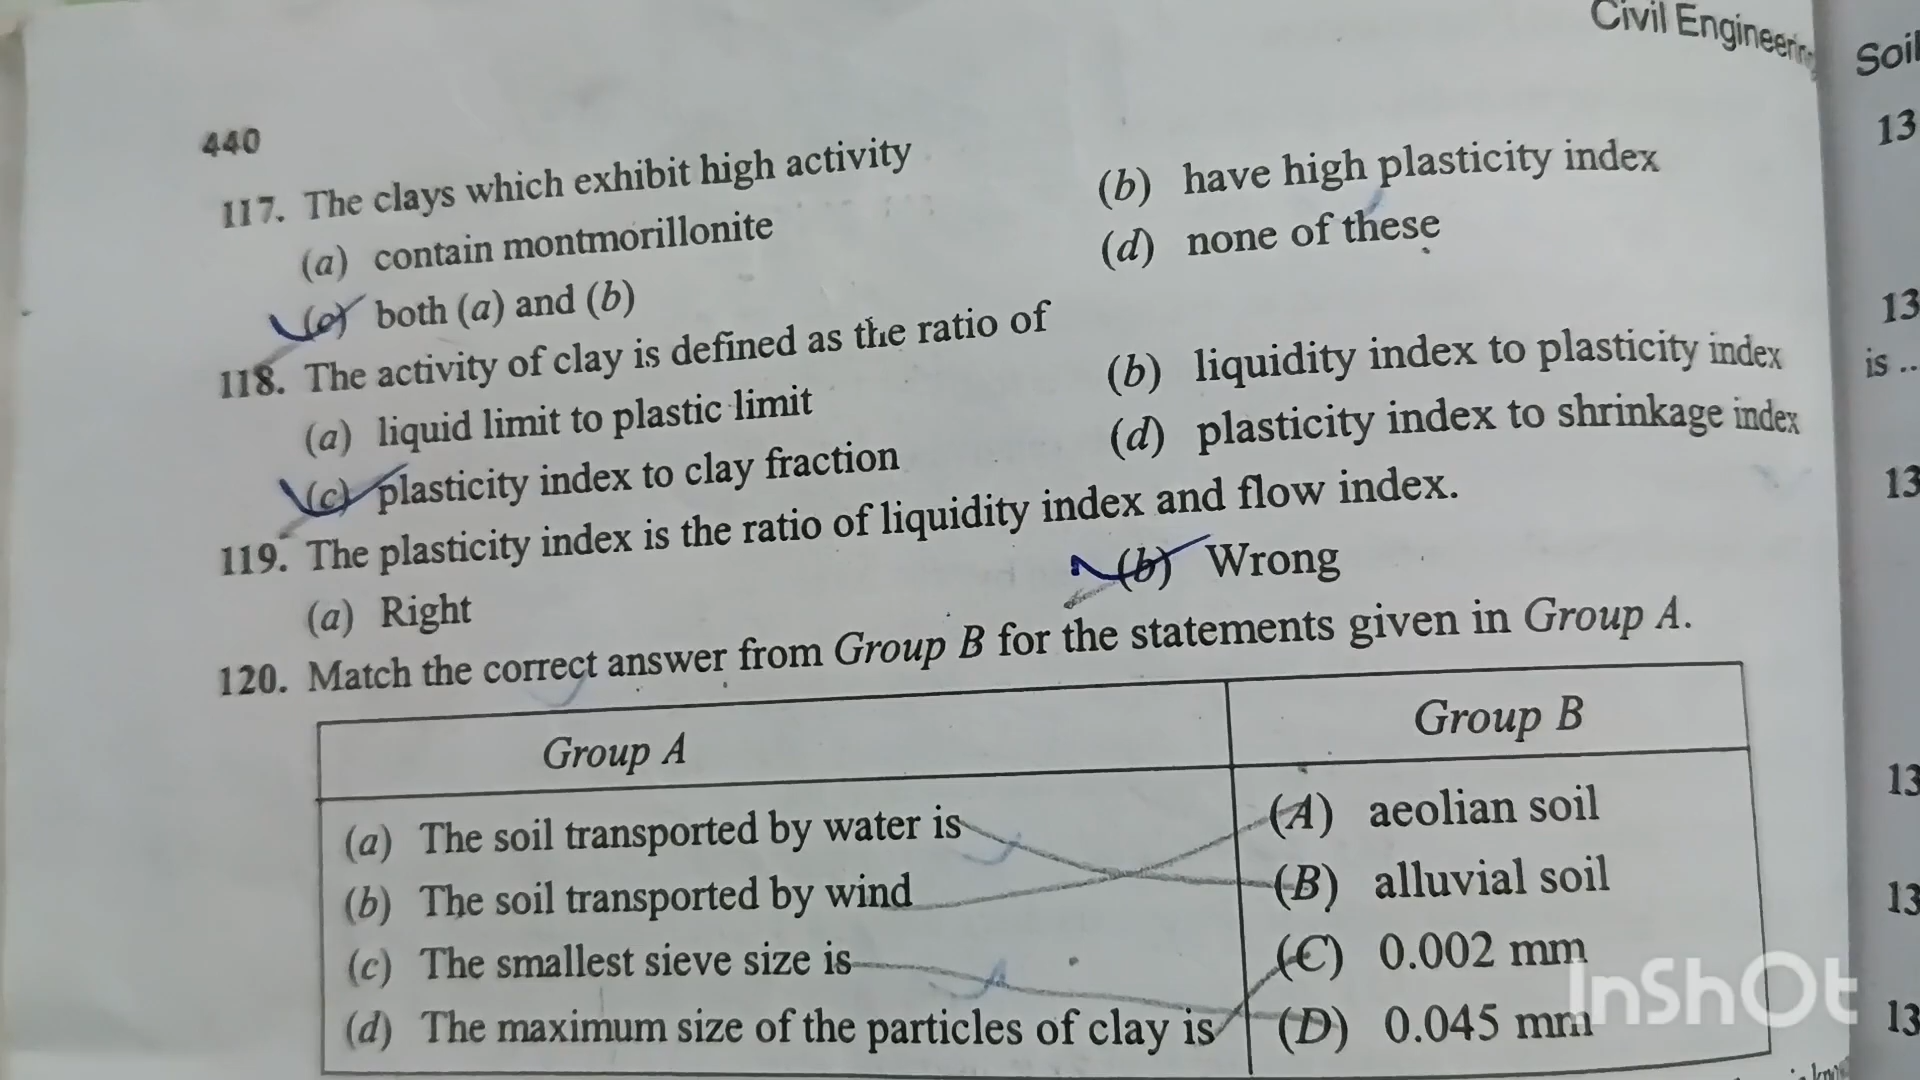 Civil Engineering
440
117. The clays which exhibit high activity
(a) contain montmorillonite
(b) have high plasticity index
(c) both (a) and (b)
(d) none of these
118. The activity of clay is defined as the ratio of
(a) liquid limit to plastic limit
(b) liquidity index to plasticity index
(c) plasticity index to clay fraction
(d) plasticity index to shrinkage index
119. The plasticity index is the ratio of liquidity index and flow index.
(a) Right
(b) Wrong
120. Match the correct answer from Group B for the statements given in Group A.
Group A
Group B
(a) The soil transported by water is
(A) aeolian soil
(b) The soil transported by wind
(B) alluvial soil
(c) The smallest sieve size is
(C) 0.002 mm
(d) The maximum size of the particles of clay is
(D) 0.045 mm
Soil
13
13
is ..
13
13
13
13
InShOt